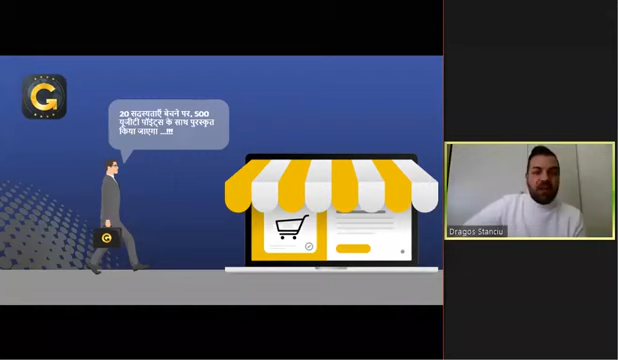 20 सदस्यताएँ बेचने पर, 500
यूजीटी पॉइंट्स के साथ पुरस्कृत
किया जाएगा ...!!!
G
G
Dragos Stanciu